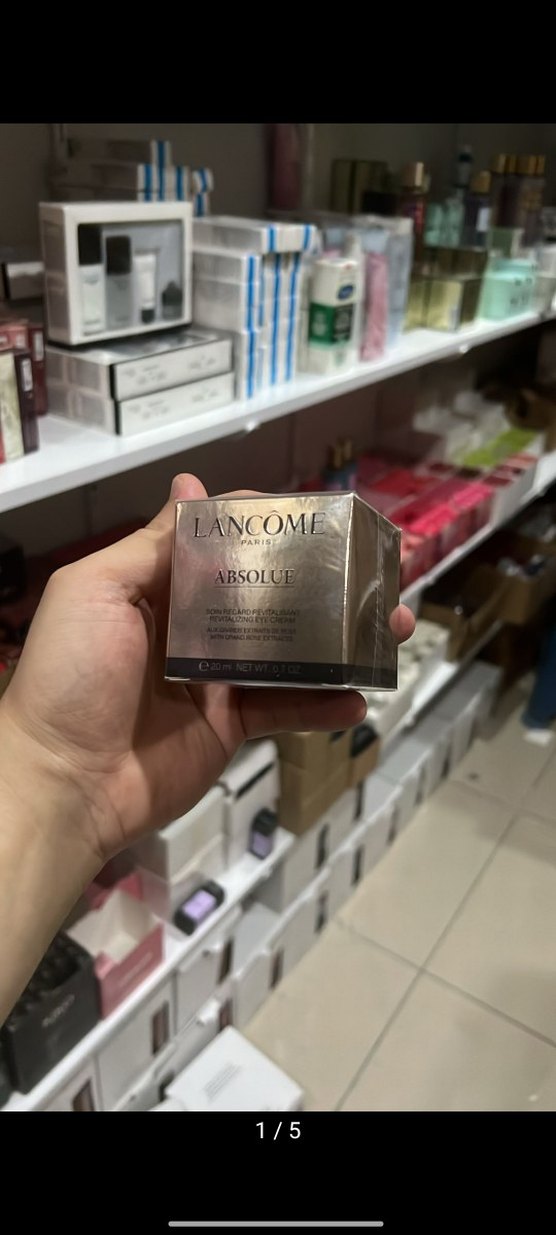 LANCÔME
PARIS
ABSOLUE
SOIN REGARD REVITALISANT
REVITALIZING EYE CREAM
AUX GRANDS EXTRAITS DE ROSE
WITH GRAND ROSE EXTRACTS
e 20 ml NET WT. 0.7 OZ.
1 / 5